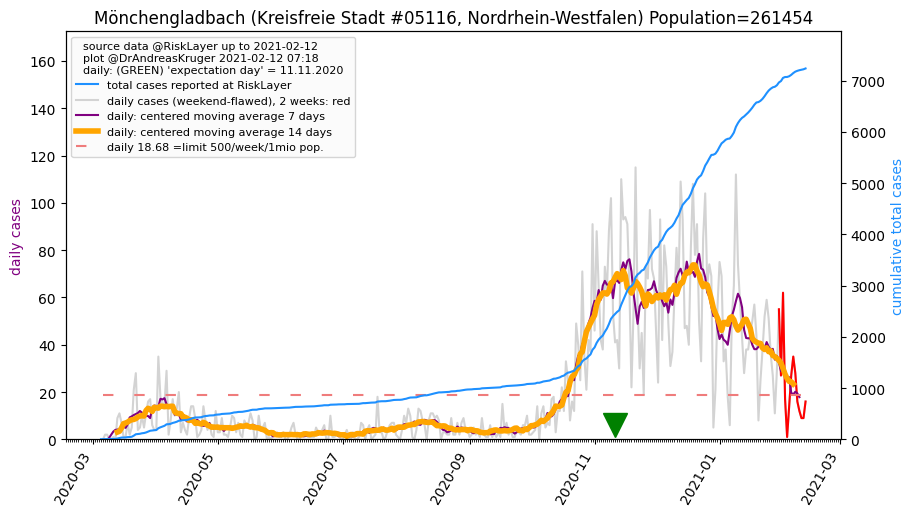 Mönchengladbach (Kreisfreie Stadt #05116, Nordrhein-Westfalen) Population=261454
source data @RiskLayer up to 2021-02-12
plot @DrAndreasKruger 2021-02-12 07:18
daily: (GREEN) 'expectation day' = 11.11.2020
total cases reported at RiskLayer
daily cases (weekend-flawed), 2 weeks: red
daily: centered moving average 7 days
daily: centered moving average 14 days
daily 18.68 =limit 500/week/1mio pop.
daily cases
160
140
120
100
80
60
40
20
0
7000
6000
5000
4000
3000
2000
1000
0
cumulative total cases
2020-03
2020-05
2020-07
2020-09
2020-11
2021-01
2021-03